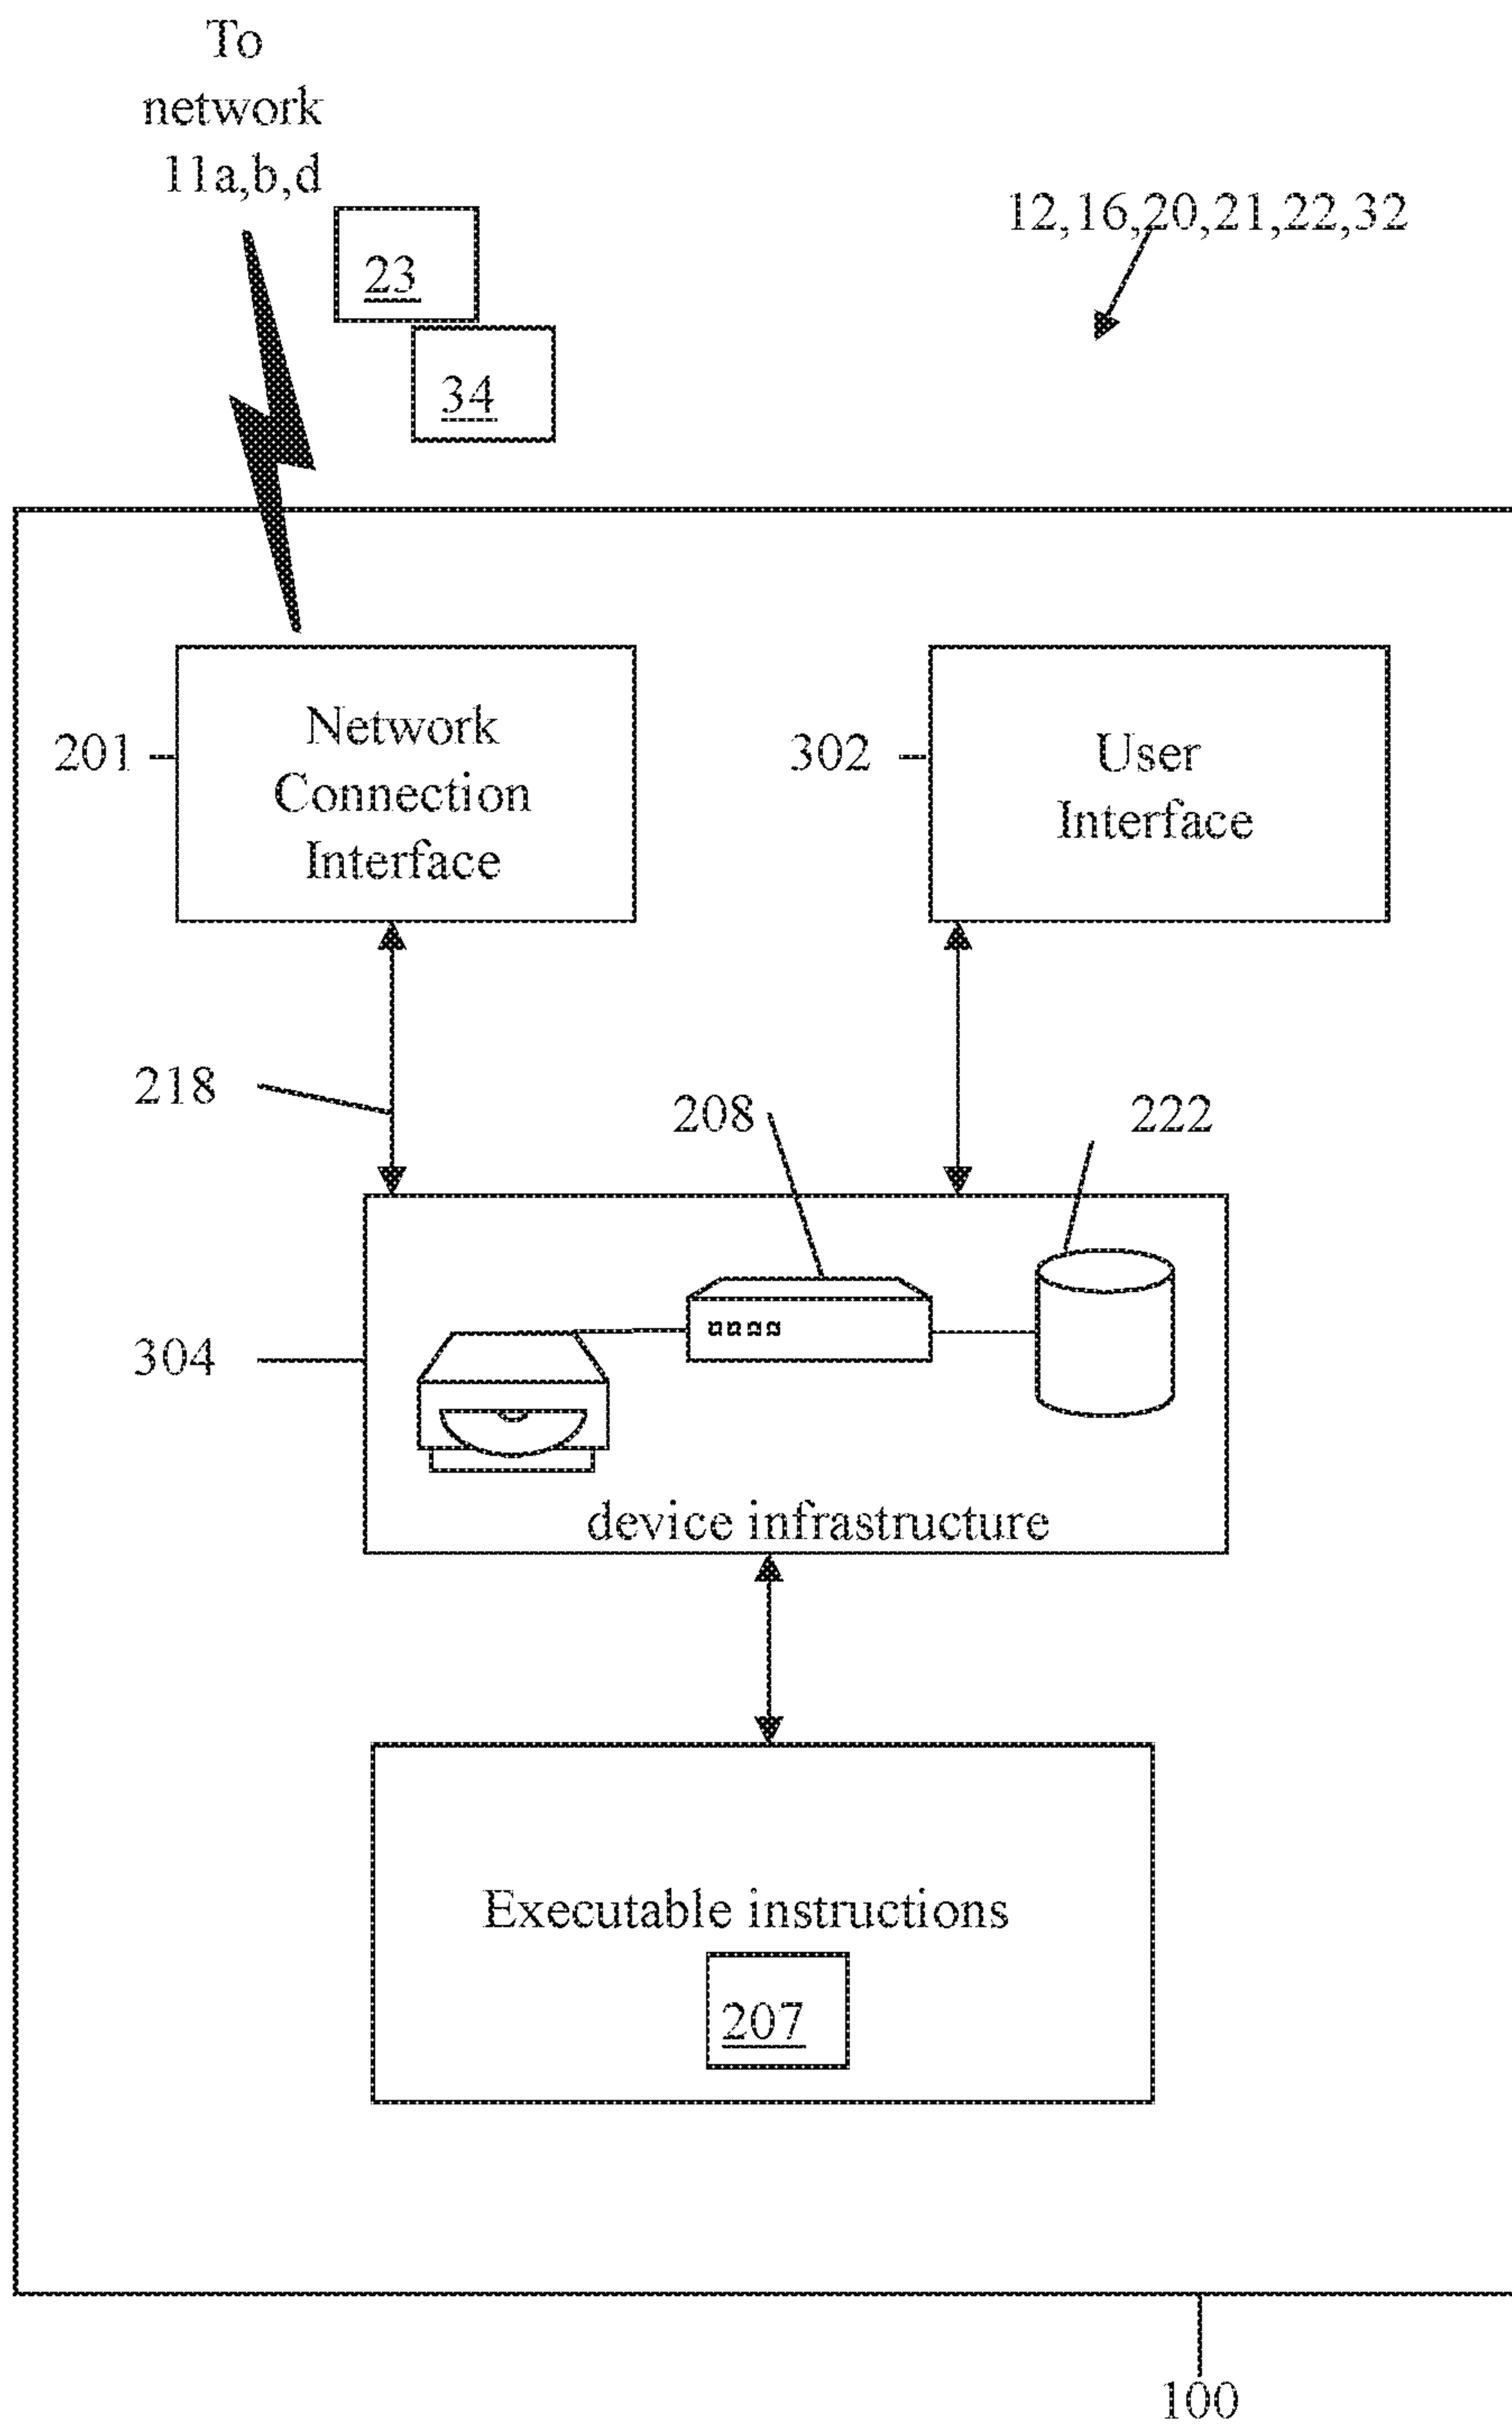 To
network
11a,b,d
12,16,20,21,22,32
23
34
201
Network
Connection
Interface
302
User
Interface
218
208
222
304
device infrastructure
Executable instructions
207
100